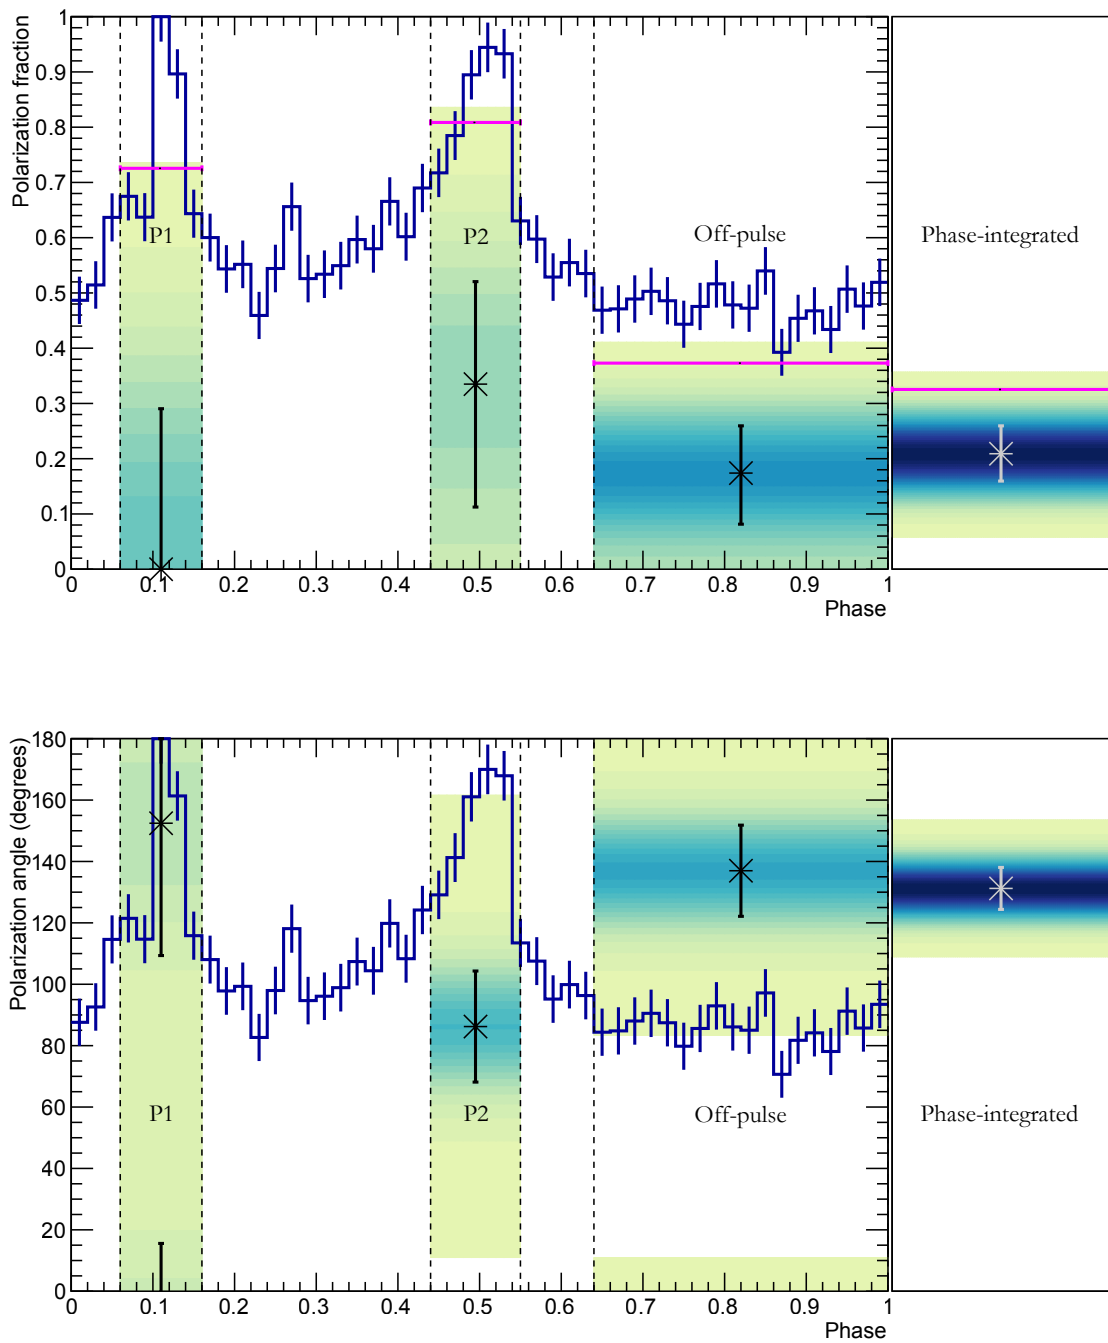 Polarization fraction
1
0.9
0.8
0.7
0.6
0.5
0.4
0.3
0.2
0.1
0
P1
P2
Off-pulse
Phase-integrated
0 0.1 0.2 0.3 0.4 0.5 0.6 0.7 0.8 0.9 1
Phase
Polarization angle (degrees)
180
160
140
120
100
80
60
40
20
0
P1
P2
Off-pulse
Phase-integrated
0 0.1 0.2 0.3 0.4 0.5 0.6 0.7 0.8 0.9 1
Phase